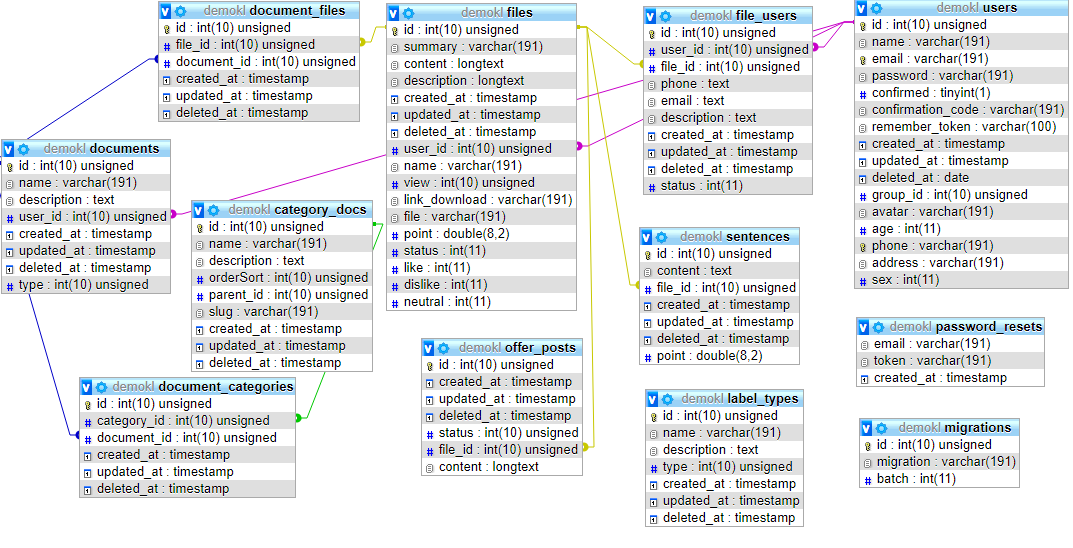 demokl document_files
id : int(10) unsigned
file_id : int(10) unsigned
document_id : int(10) unsigned
created_at : timestamp
updated_at : timestamp
deleted_at : timestamp
demokl files
id : int(10) unsigned
summary : varchar(191)
content : longtext
description : longtext
created_at : timestamp
updated_at : timestamp
deleted_at : timestamp
user_id : int(10) unsigned
name : varchar(191)
view : int(10) unsigned
link_download : varchar(191)
file : varchar(191)
point : double(8,2)
status : int(11)
like : int(11)
dislike : int(11)
neutral : int(11)
demokl file_users
id : int(10) unsigned
user_id : int(10) unsigned
file_id : int(10) unsigned
phone : text
email : text
description : text
created_at : timestamp
updated_at : timestamp
deleted_at : timestamp
status : int(11)
demokl users
id : int(10) unsigned
name : varchar(191)
email : varchar(191)
password : varchar(191)
confirmed : tinyint(1)
confirmation_code : varchar(191)
remember_token : varchar(100)
created_at : timestamp
updated_at : timestamp
deleted_at : date
group_id : int(10) unsigned
avatar : varchar(191)
age : int(11)
phone : varchar(191)
address : varchar(191)
sex : int(11)
demokl documents
id : int(10) unsigned
name : varchar(191)
description : text
user_id : int(10) unsigned
created_at : timestamp
updated_at : timestamp
deleted_at : timestamp
type : int(10) unsigned
demokl category_docs
id : int(10) unsigned
name : varchar(191)
description : text
orderSort : int(10) unsigned
parent_id : int(10) unsigned
slug : varchar(191)
created_at : timestamp
updated_at : timestamp
deleted_at : timestamp
demokl sentences
id : int(10) unsigned
content : text
file_id : int(10) unsigned
created_at : timestamp
updated_at : timestamp
deleted_at : timestamp
point : double(8,2)
demokl password_resets
email : varchar(191)
token : varchar(191)
created_at : timestamp
demokl offer_posts
id : int(10) unsigned
created_at : timestamp
updated_at : timestamp
deleted_at : timestamp
status : int(10) unsigned
file_id : int(10) unsigned
content : longtext
demokl document_categories
id : int(10) unsigned
category_id : int(10) unsigned
document_id : int(10) unsigned
created_at : timestamp
updated_at : timestamp
deleted_at : timestamp
demokl label_types
id : int(10) unsigned
name : varchar(191)
description : text
type : int(10) unsigned
created_at : timestamp
updated_at : timestamp
deleted_at : timestamp
demokl migrations
id : int(10) unsigned
migration : varchar(191)
batch : int(11)